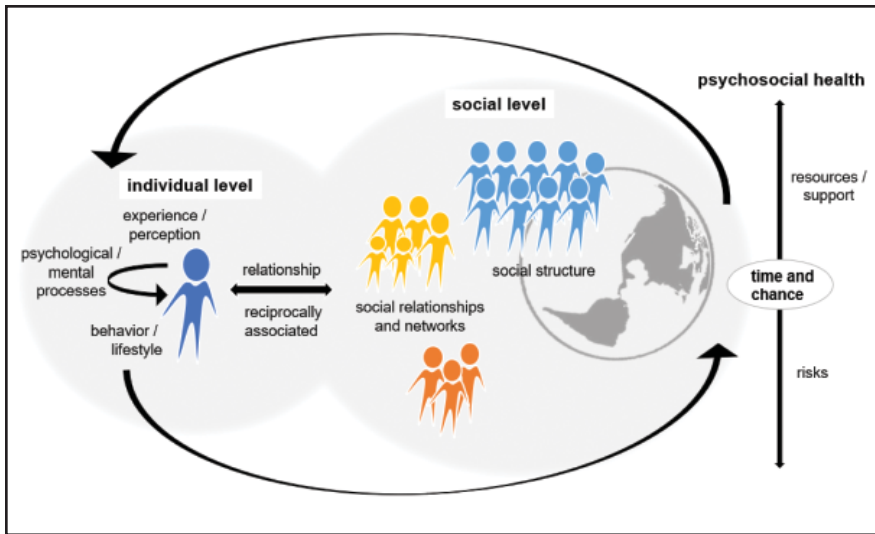 individual level
experience /
perception
psychological /
mental
processes
behavior /
lifestyle
relationship
reciprocally
associated
social level
social structure
social relationships
and networks
psychosocial health
resources /
support
time and
chance
risks